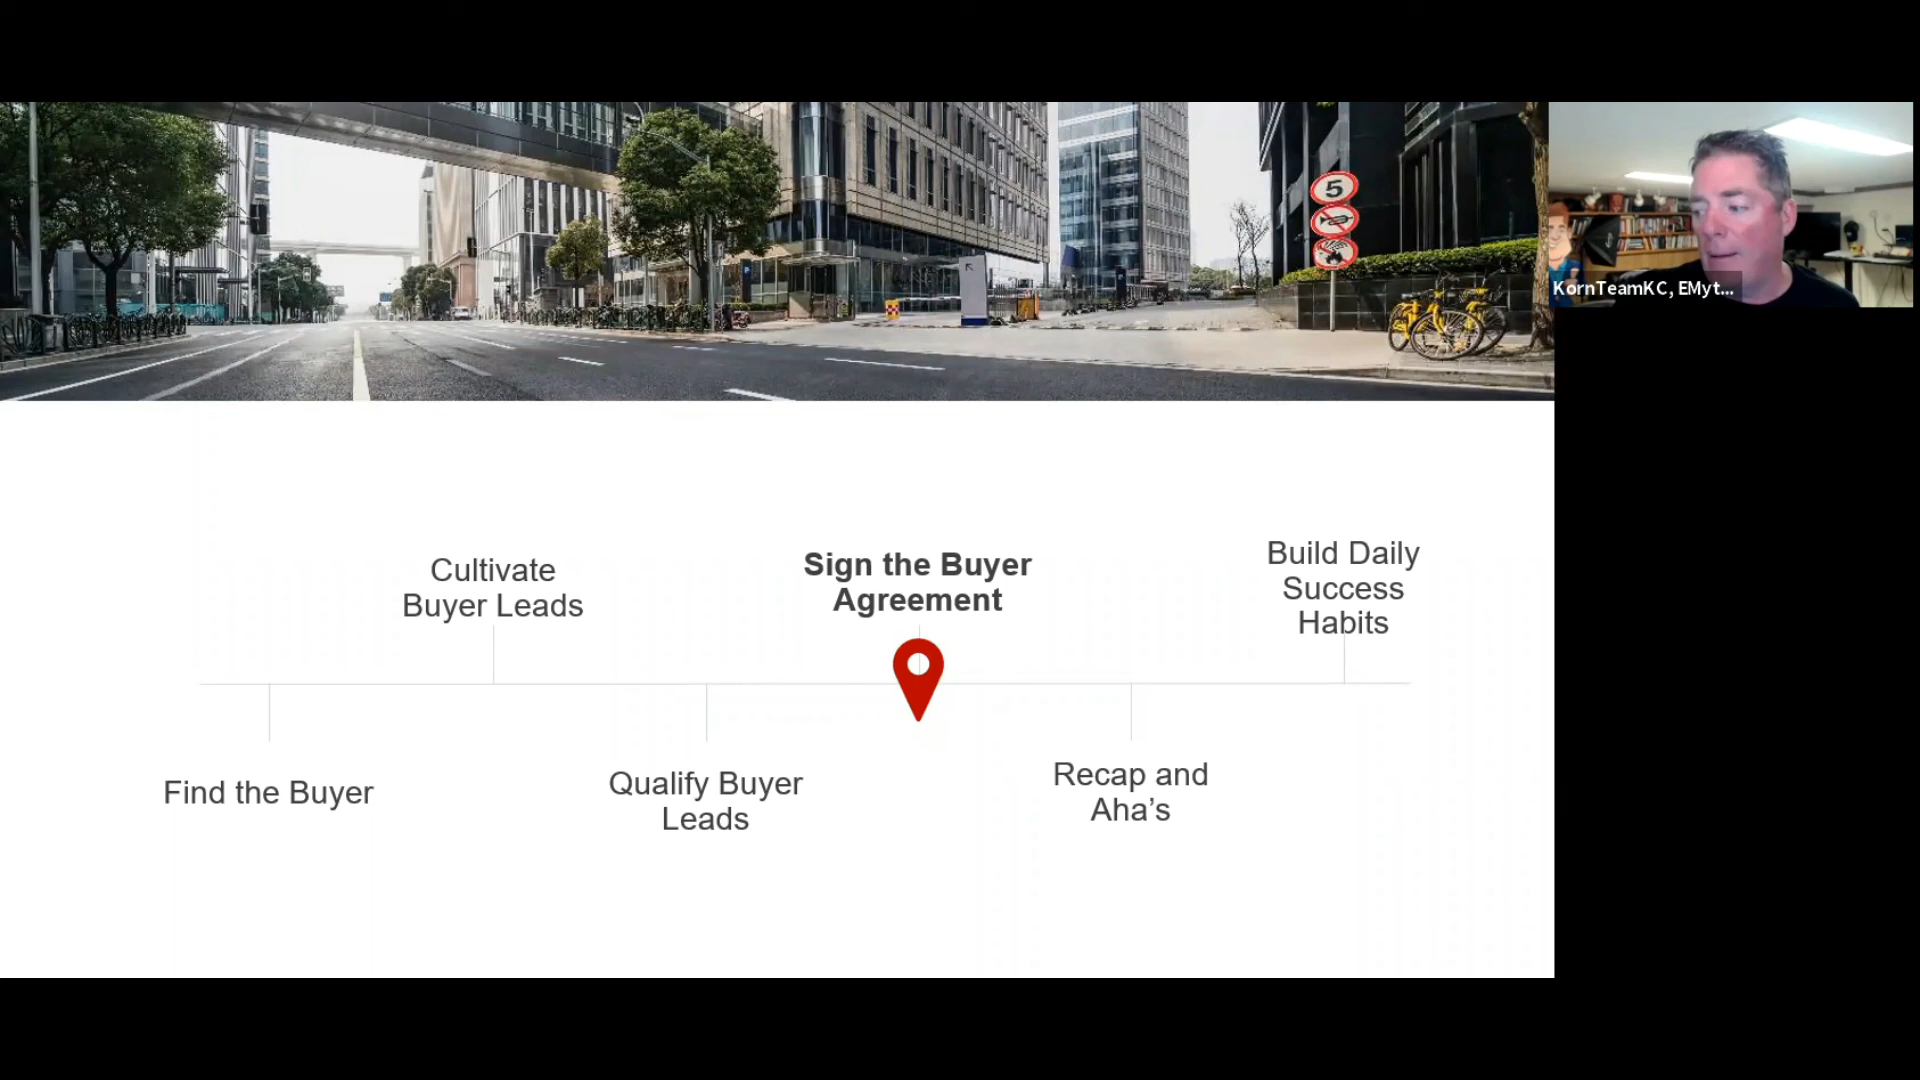 5
KornTeamKC, EMyt...
Cultivate
Buyer Leads
Sign the Buyer
Agreement
Build Daily
Success
Habits
Find the Buyer
Qualify Buyer
Leads
Recap and
Aha’s